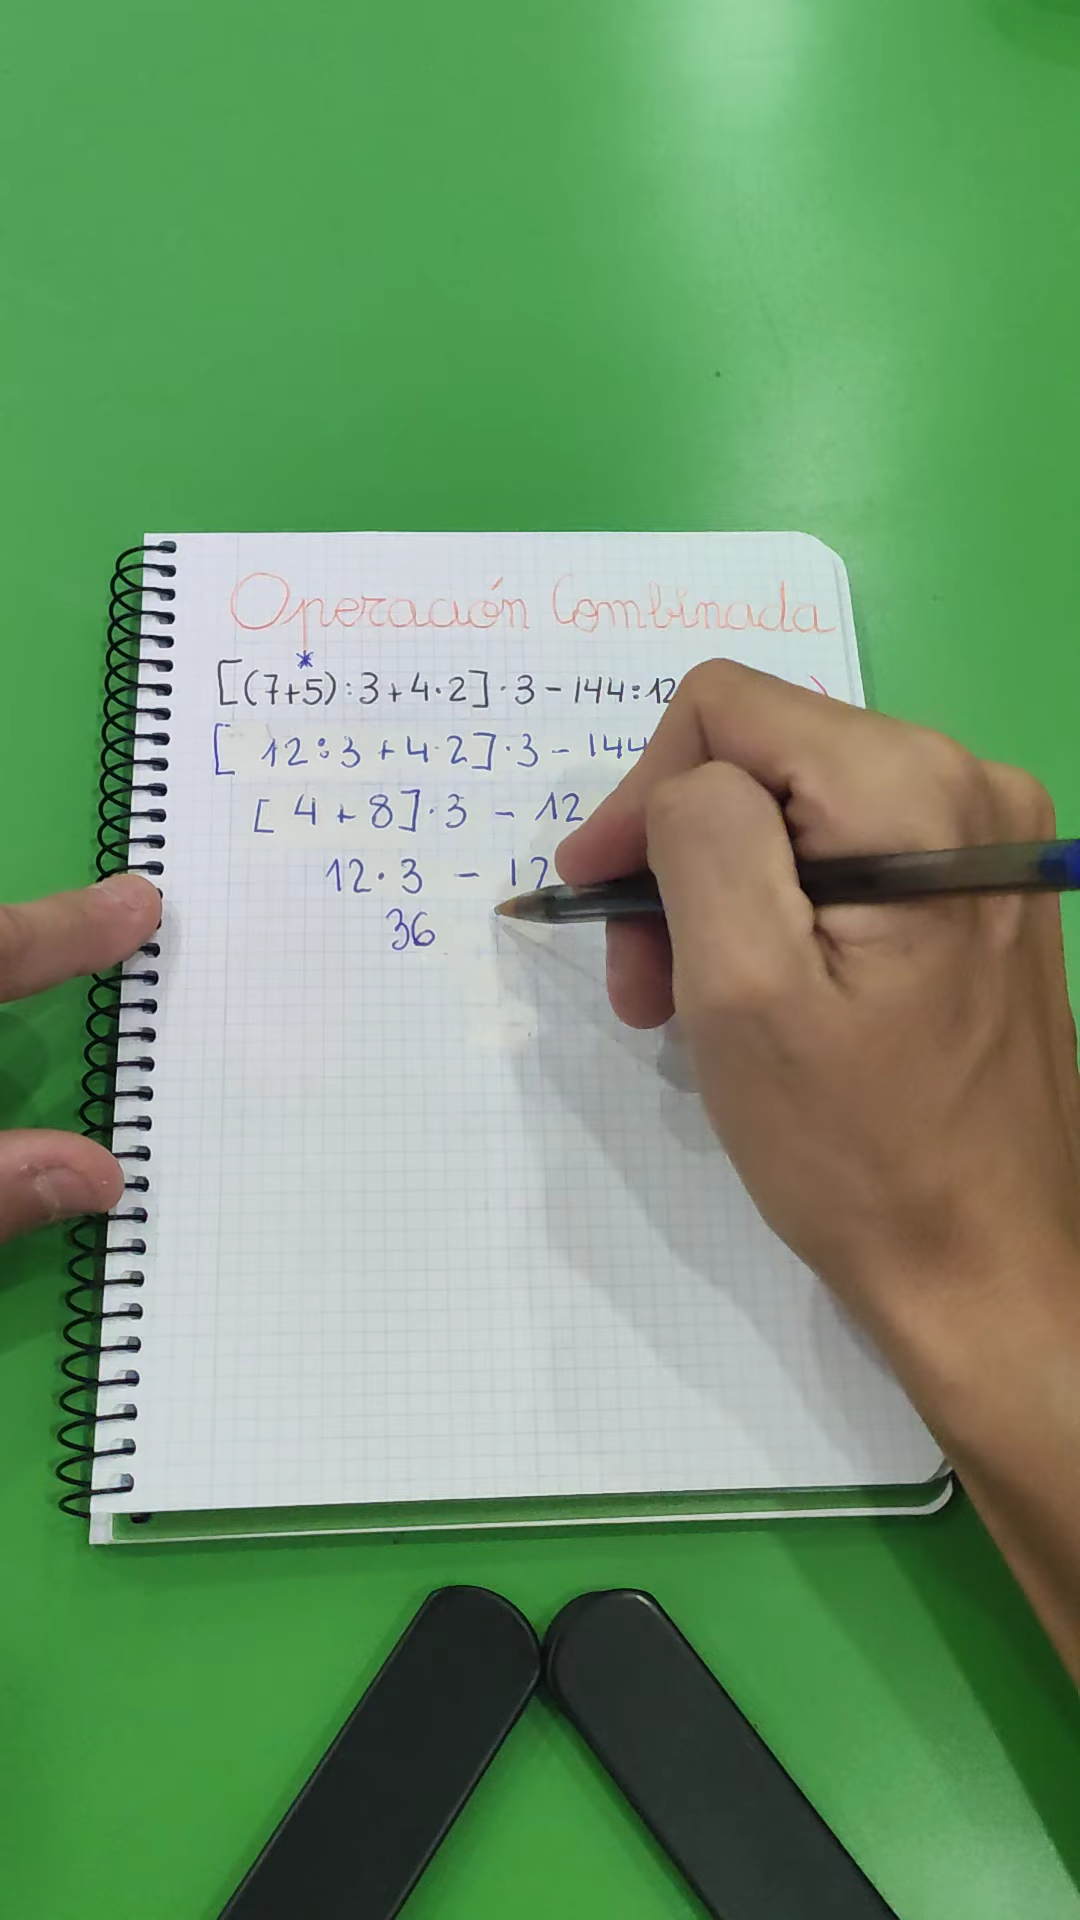 Operación Combinada
*
[(7+5):3+4·2]·3-144:12
[ 12:3+4·2]·3-144
[ 4+8]·3 - 12
12·3 - 12
36